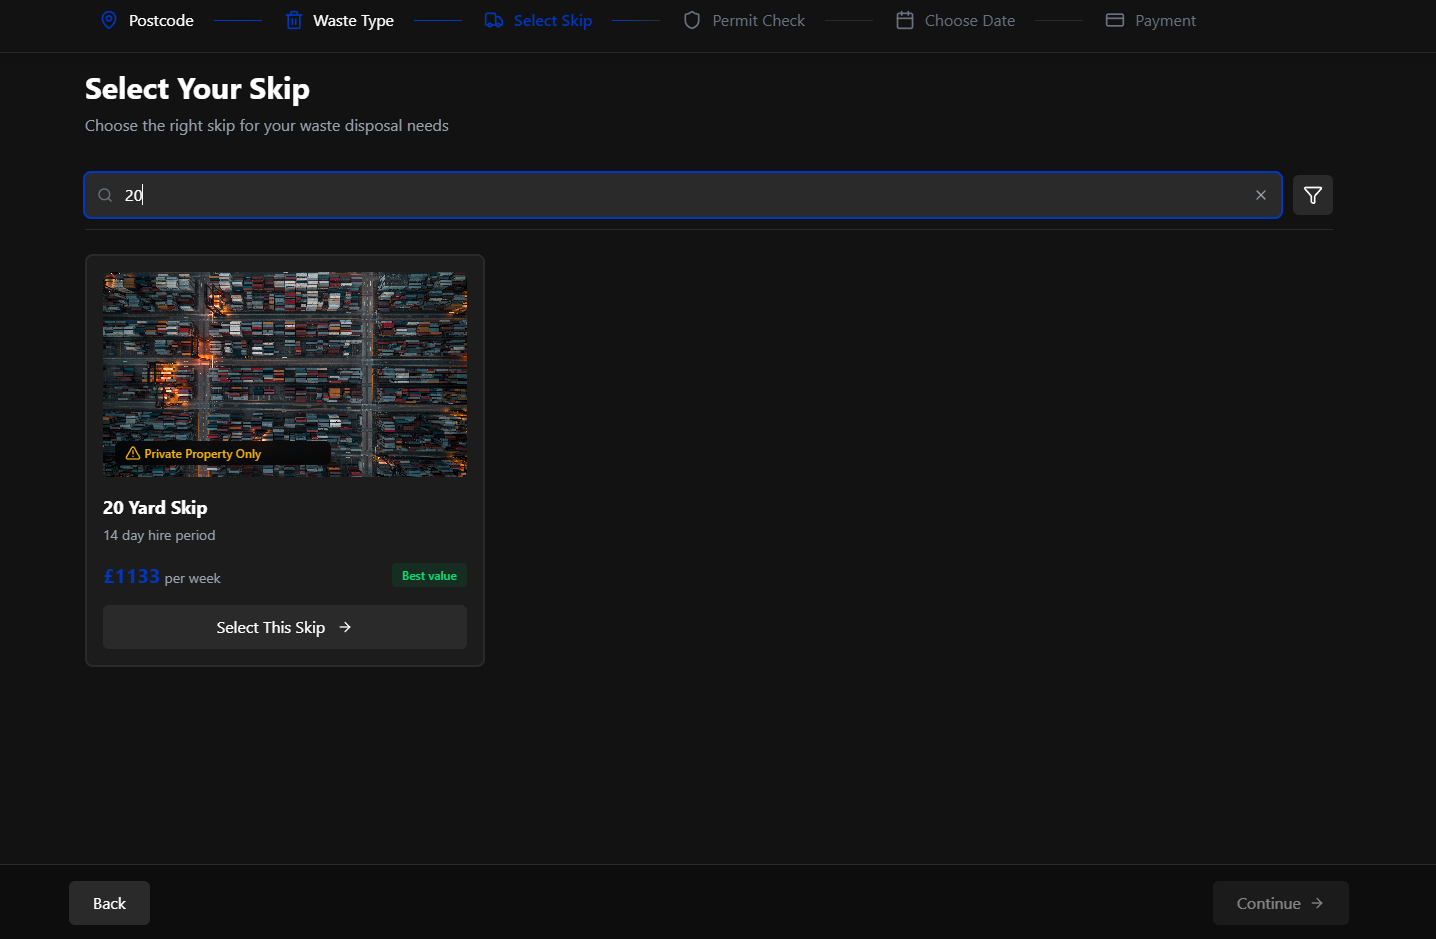 Postcode Waste Type Select Skip Permit Check Choose Date Payment
Select Your Skip
Choose the right skip for your waste disposal needs
20
Private Property Only
20 Yard Skip
14 day hire period
£1133 per week Best value
Select This Skip
Back Continue